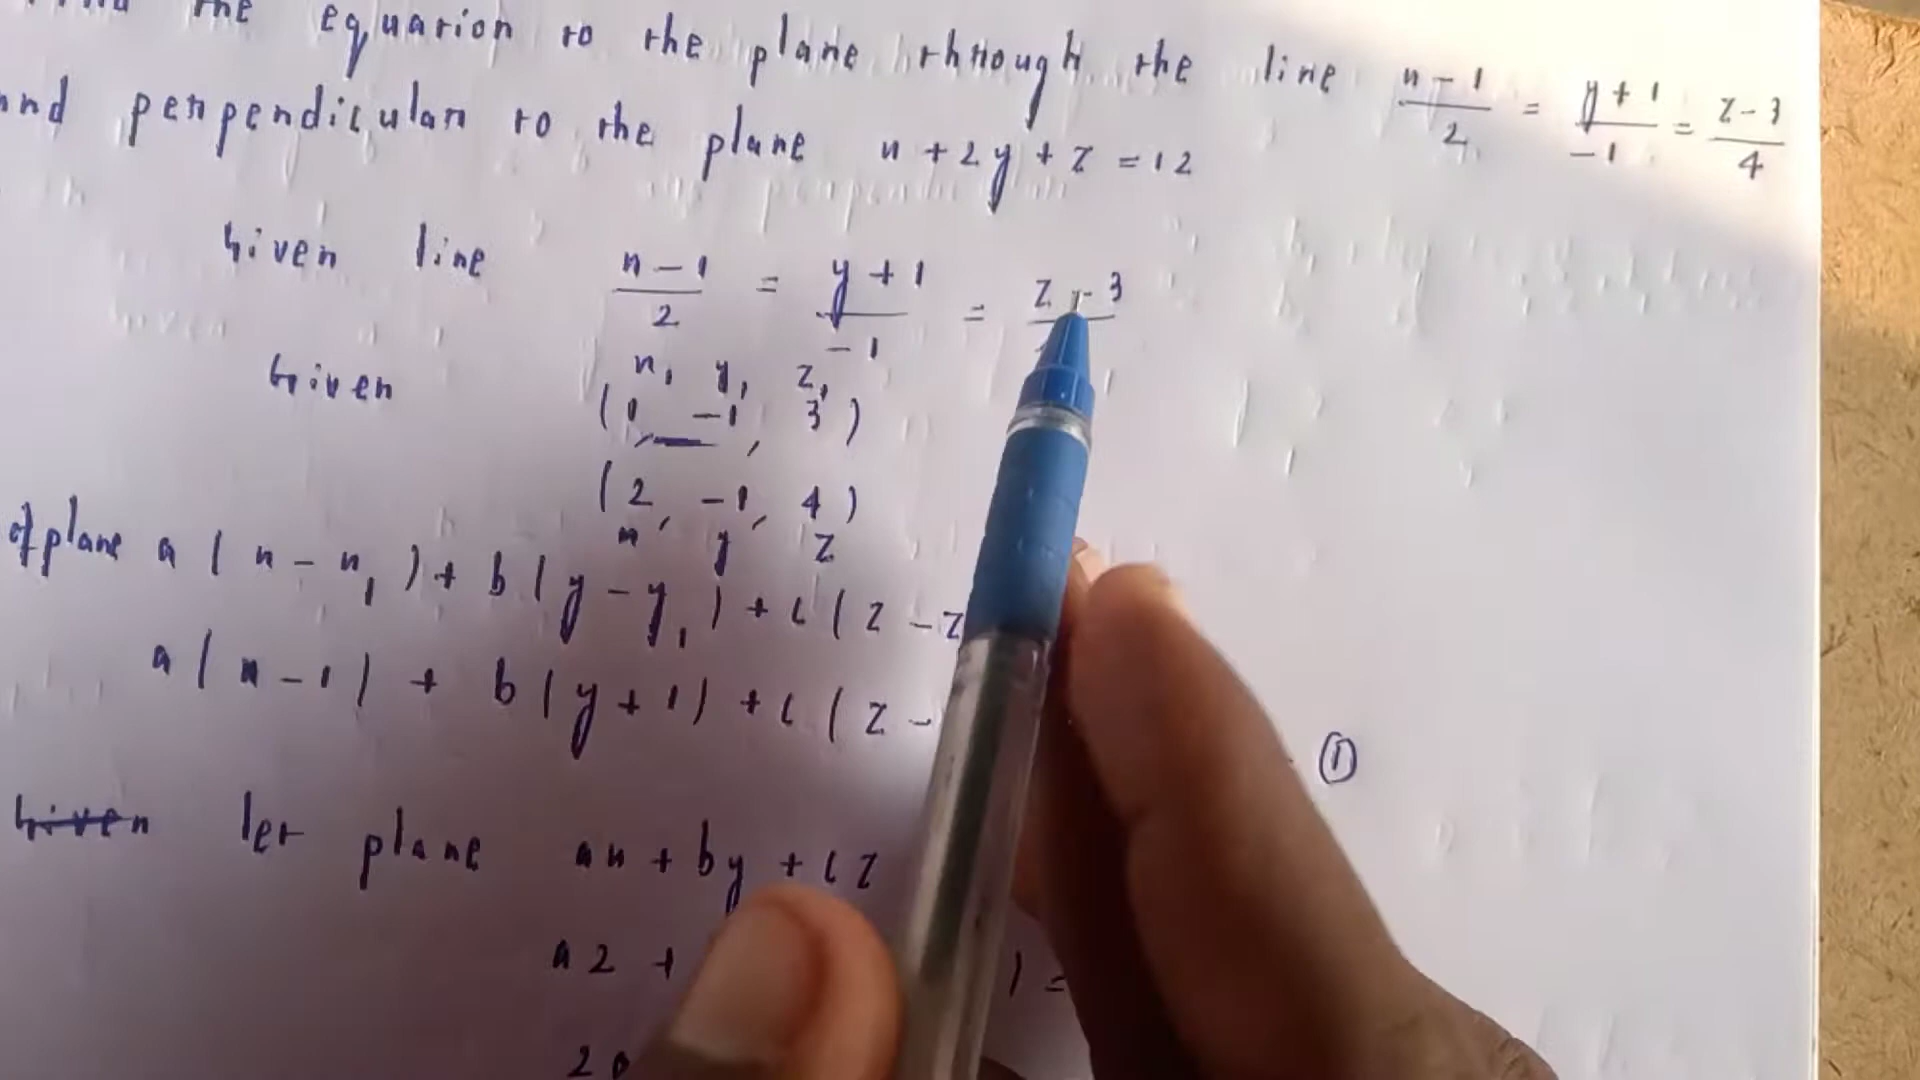 the equation to the plane through the line x-1/2 = y+1/-1 = z-3/4
and perpendicular to the plane x+2y+z=12
Given line x-1/2 = y+1/-1 = z-3
Given x₁ y₁ z₁
(1, -1, 3)
(2, -1, 4)
x y z
of plane a(x-x₁)+b(y-y₁)+c(z-z
a(x-1) + b(y+1)+c(z-
①
Given let plane ax+by+cz
a2 +
) =
2a